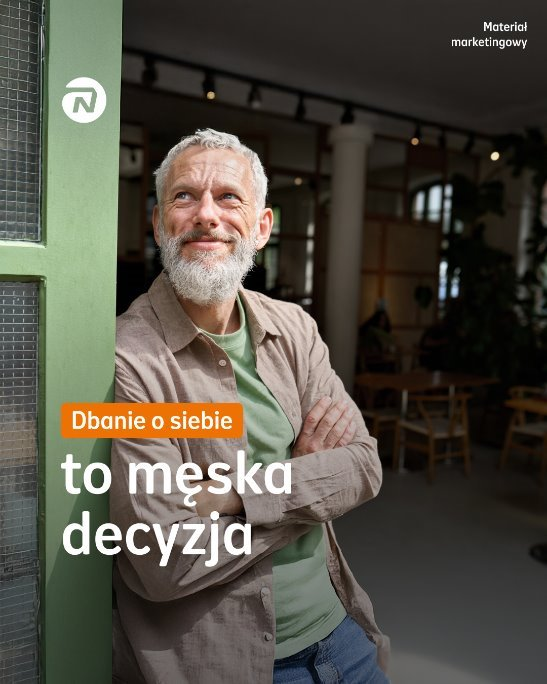 Materiał
marketingowy
Dbanie o siebie
to męska
decyzja